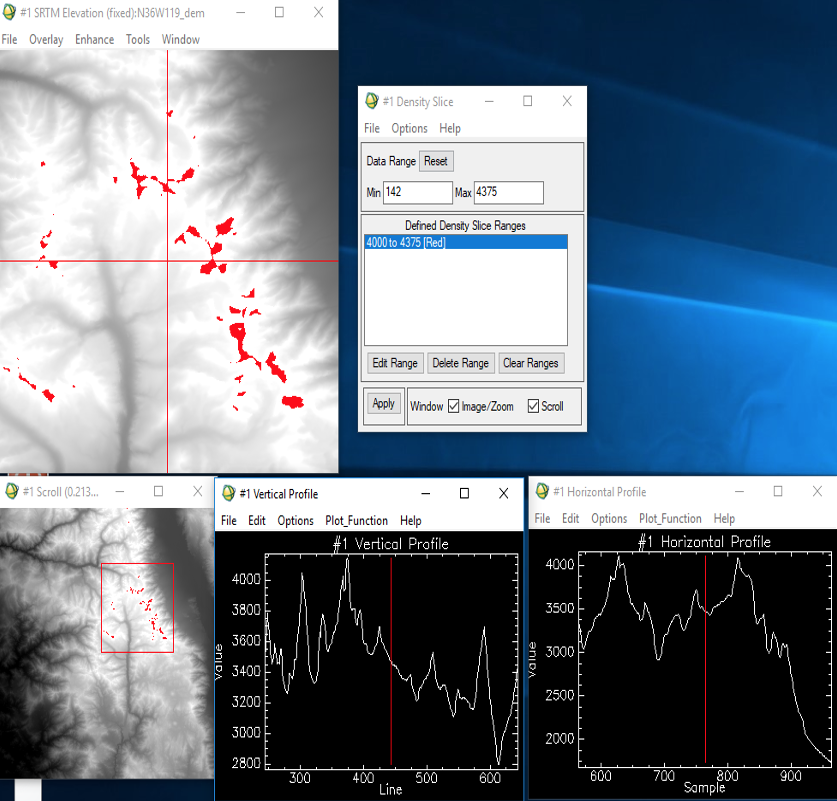 #1 SRTM Elevation (fixed):N36W119_dem
File Overlay Enhance Tools Window
#1 Density Slice
File Options Help
Data Range Reset
Min 142 Max 4375
Defined Density Slice Ranges
4000 to 4375 [Red]
Edit Range Delete Range Clear Ranges
Apply Window Image/Zoom Scroll
#1 Scroll (0.213...
#1 Vertical Profile
File Edit Options Plot_Function Help
#1 Vertical Profile
4000
3800
3600
3400
3200
3000
2800
Value
300 400 500 600
Line
#1 Horizontal Profile
File Edit Options Plot_Function Help
#1 Horizontal Profile
4000
3500
3000
2500
2000
Value
600 700 800 900
Sample